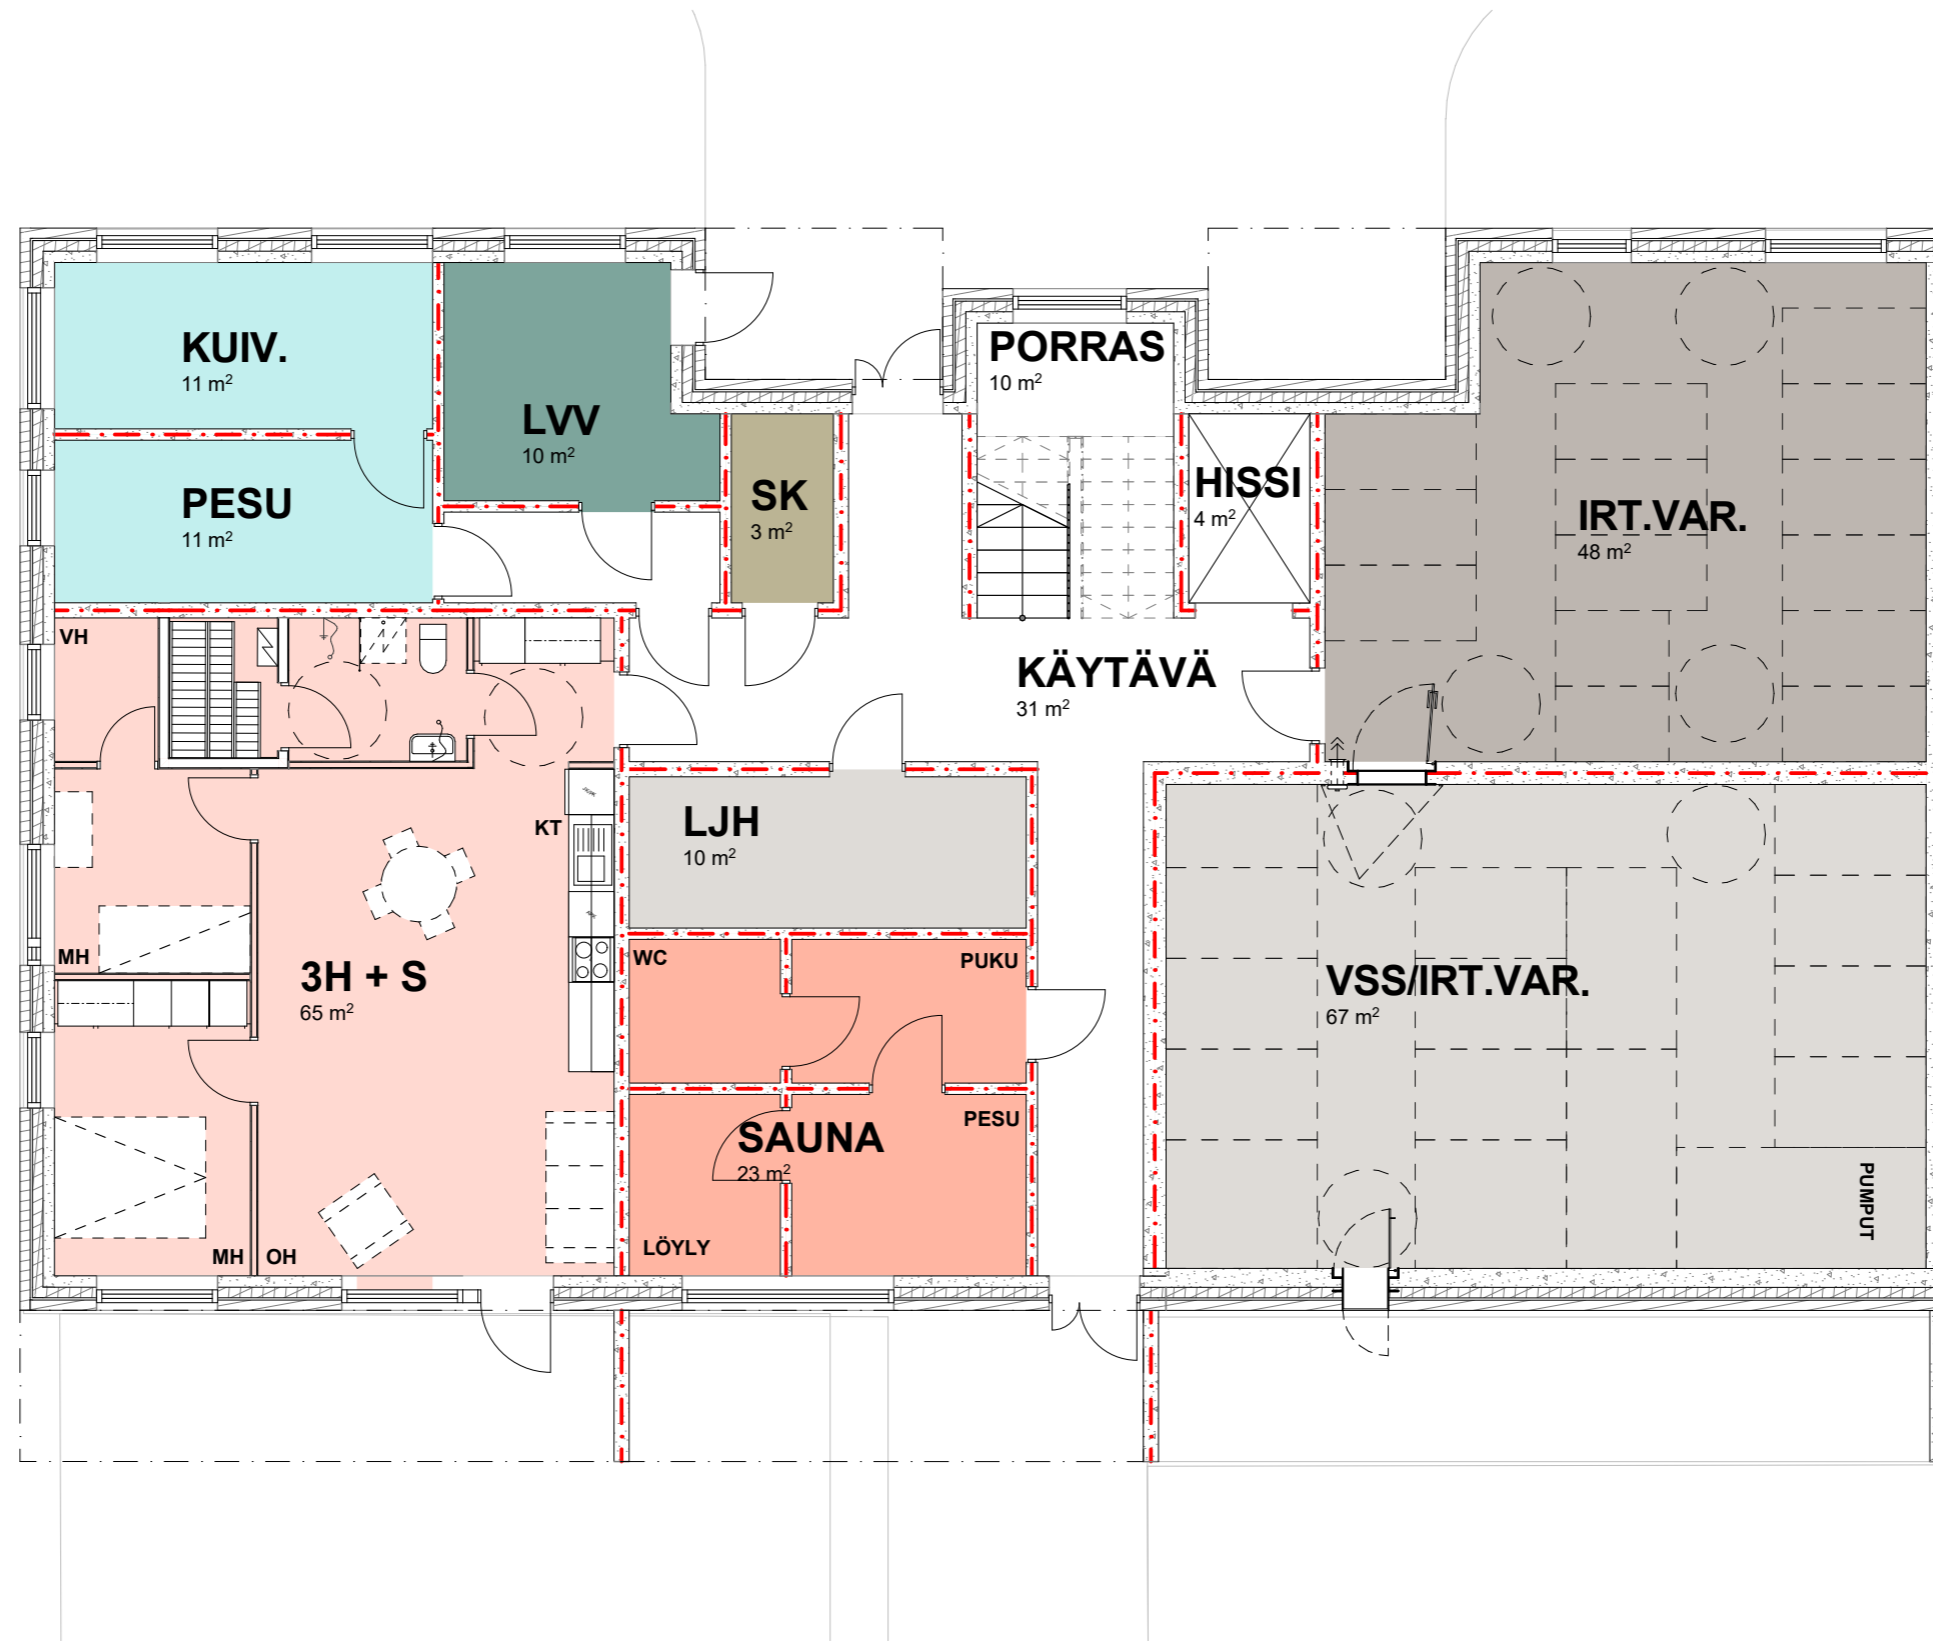 KUIV.
11 m²
PESU
11 m²
LVV
10 m²
SK
3 m²
PORRAS
10 m²
HISSI
4 m²
IRT.VAR.
48 m²
KÄYTÄVÄ
31 m²
VH
KT
MH
3H + S
65 m²
MH
OH
LJH
10 m²
WC
PUKU
SAUNA
23 m²
PESU
LÖYLY
VSS/IRT.VAR.
67 m²
PUMPUT